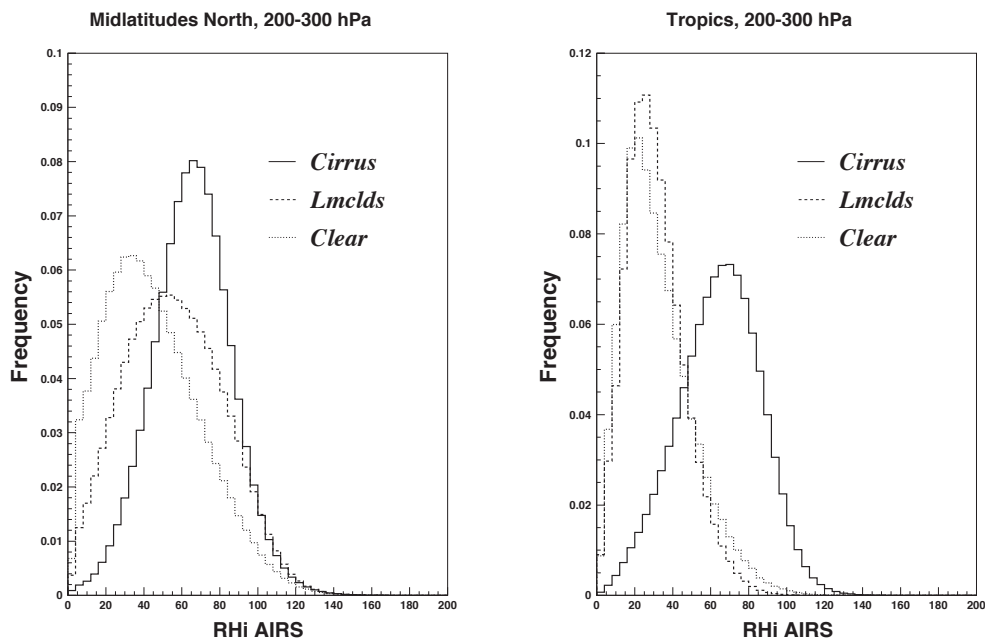 Midlatitudes North, 200-300 hPa
Frequency
0.1
0.09
0.08
0.07
0.06
0.05
0.04
0.03
0.02
0.01
0
0 20 40 60 80 100 120 140 160 180 200
RHi AIRS
Cirrus
Lmclds
Clear
Tropics, 200-300 hPa
Frequency
0.12
0.1
0.08
0.06
0.04
0.02
0
0 20 40 60 80 100 120 140 160 180 200
RHi AIRS
Cirrus
Lmclds
Clear